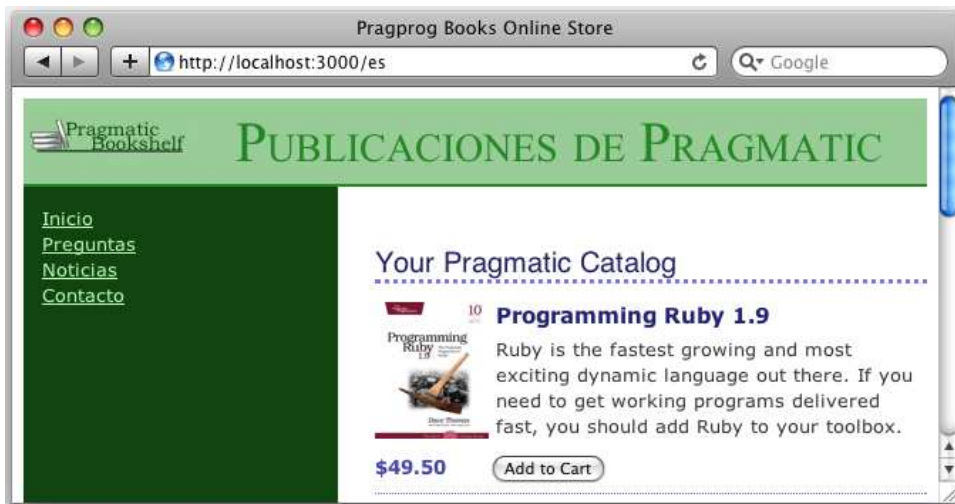 Pragprog Books Online Store
http://localhost:3000/es
Google
Pragmatic
Bookshelf
PUBLICACIONES DE PRAGMATIC
Inicio
Preguntas
Noticias
Contacto
Your Pragmatic Catalog
10
Programming
Ruby
1.9
Dave Thomas
Programming Ruby 1.9
Ruby is the fastest growing and most
exciting dynamic language out there. If you
need to get working programs delivered
fast, you should add Ruby to your toolbox.
$49.50
Add to Cart